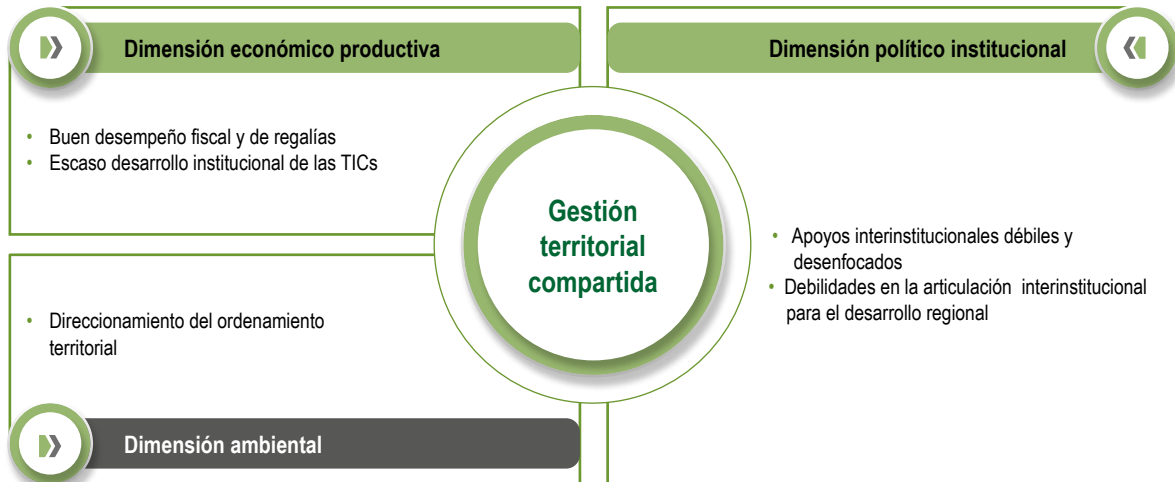 Dimensión económico productiva
• Buen desempeño fiscal y de regalías
• Escaso desarrollo institucional de las TICs
Dimensión político institucional
• Apoyos interinstitucionales débiles y
desenfocados
• Debilidades en la articulación interinstitucional
para el desarrollo regional
Gestión
territorial
compartida
• Direccionamiento del ordenamiento
territorial
Dimensión ambiental